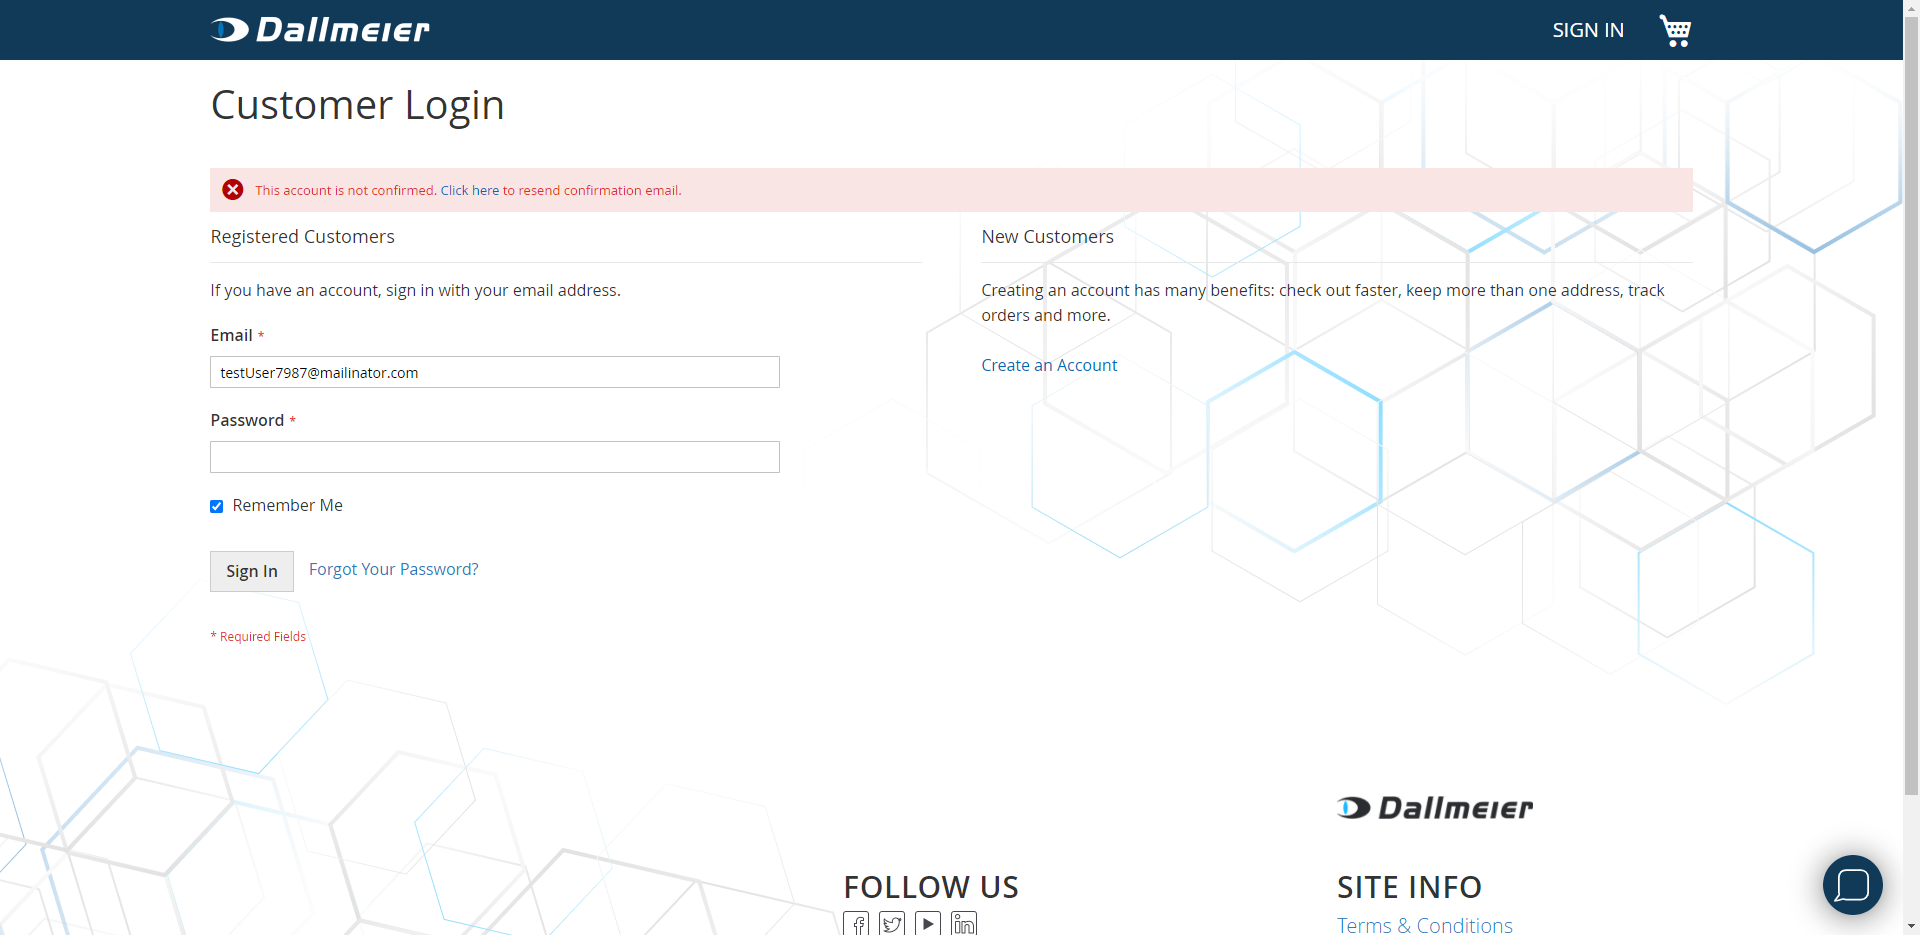 Dallmeier
SIGN IN
Customer Login
This account is not confirmed. Click here to resend confirmation email.
Registered Customers
If you have an account, sign in with your email address.
Email *
testUser7987@mailinator.com
Password *
Remember Me
Sign In
Forgot Your Password?
* Required Fields
New Customers
Creating an account has many benefits: check out faster, keep more than one address, track
orders and more.
Create an Account
Dallmeier
FOLLOW US
SITE INFO
Terms & Conditions